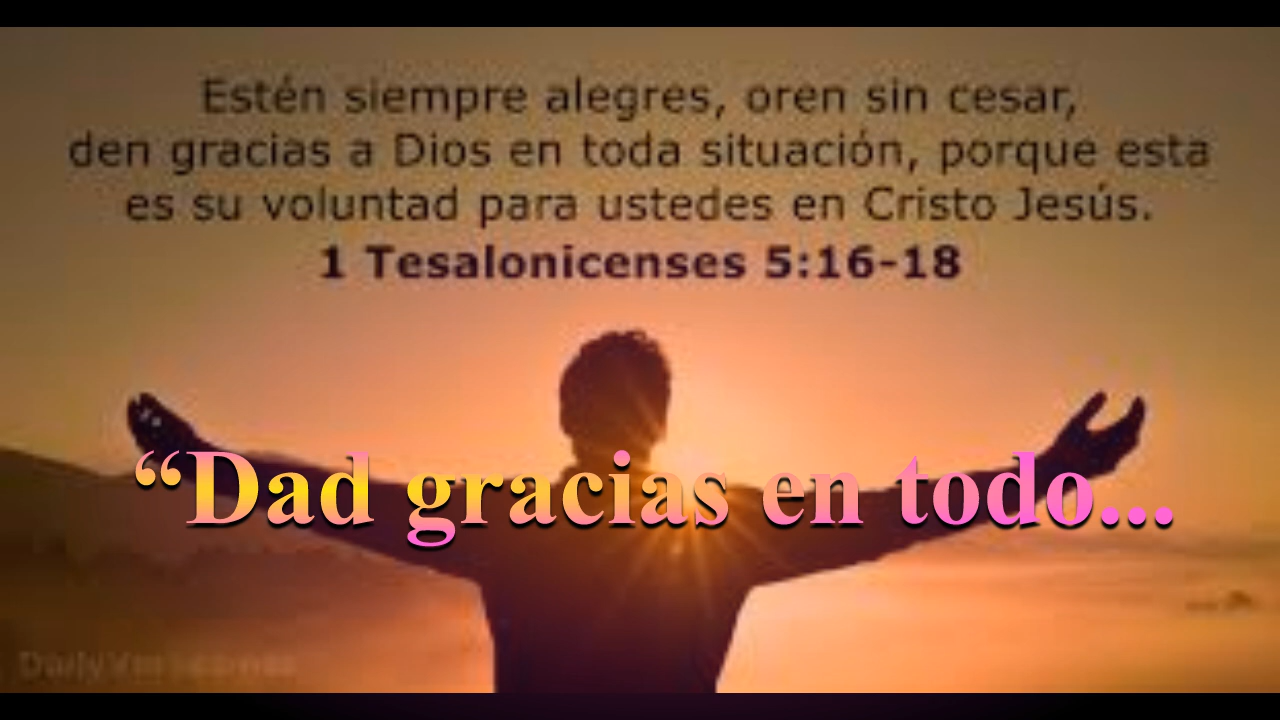 Estén siempre alegres, oren sin cesar,
den gracias a Dios en toda situación, porque esta
es su voluntad para ustedes en Cristo Jesús.
1 Tesalonicenses 5:16-18
“Dad gracias en todo...